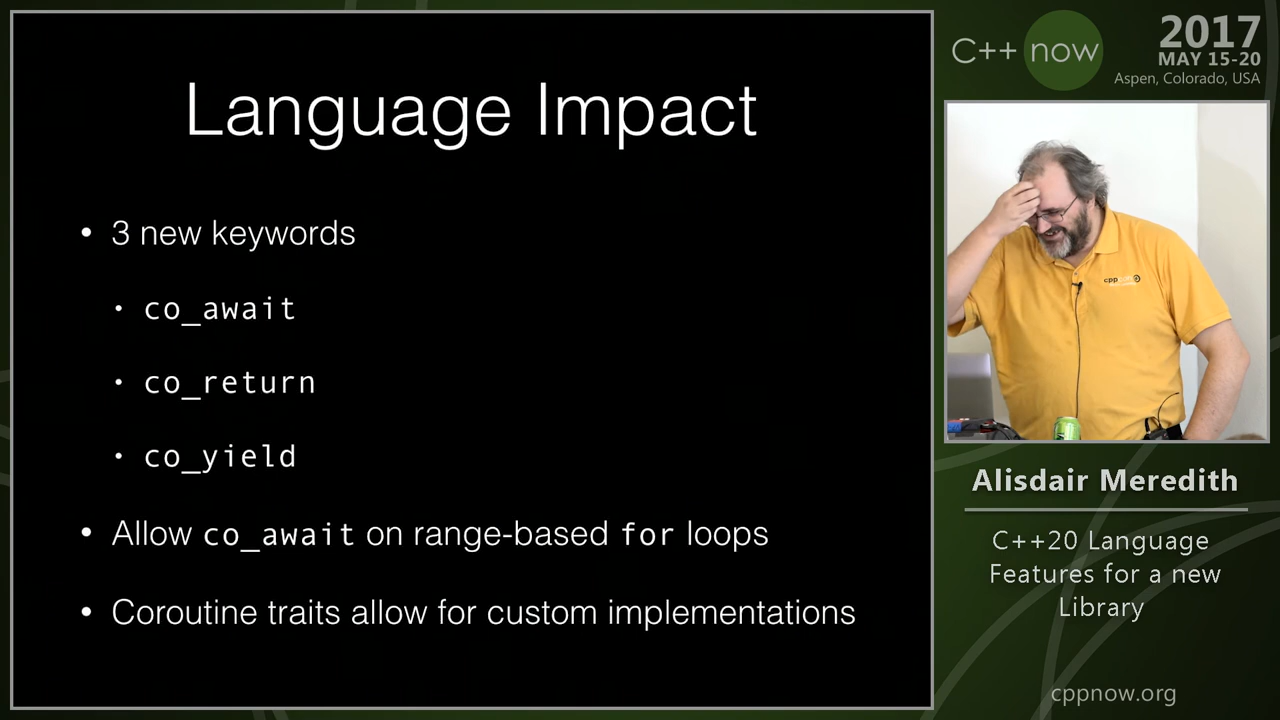 Language Impact
• 3 new keywords
• co_await
• co_return
• co_yield
• Allow co_await on range-based for loops
• Coroutine traits allow for custom implementations
C++ now
2017
MAY 15-20
Aspen, Colorado, USA
Alisdair Meredith
C++20 Language
Features for a new
Library
cppnow.org